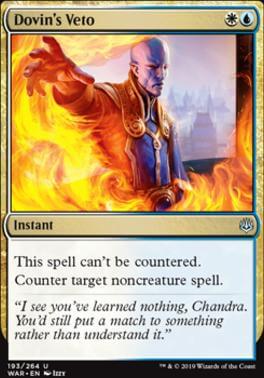 Dovin's Veto
Instant
This spell can't be countered.
Counter target noncreature spell.
"I see you've learned nothing, Chandra.
You'd still put a match to something
rather than understand it."
193/264 U
WAR • EN Izzy
™ & © 2019 Wizards of the Coast